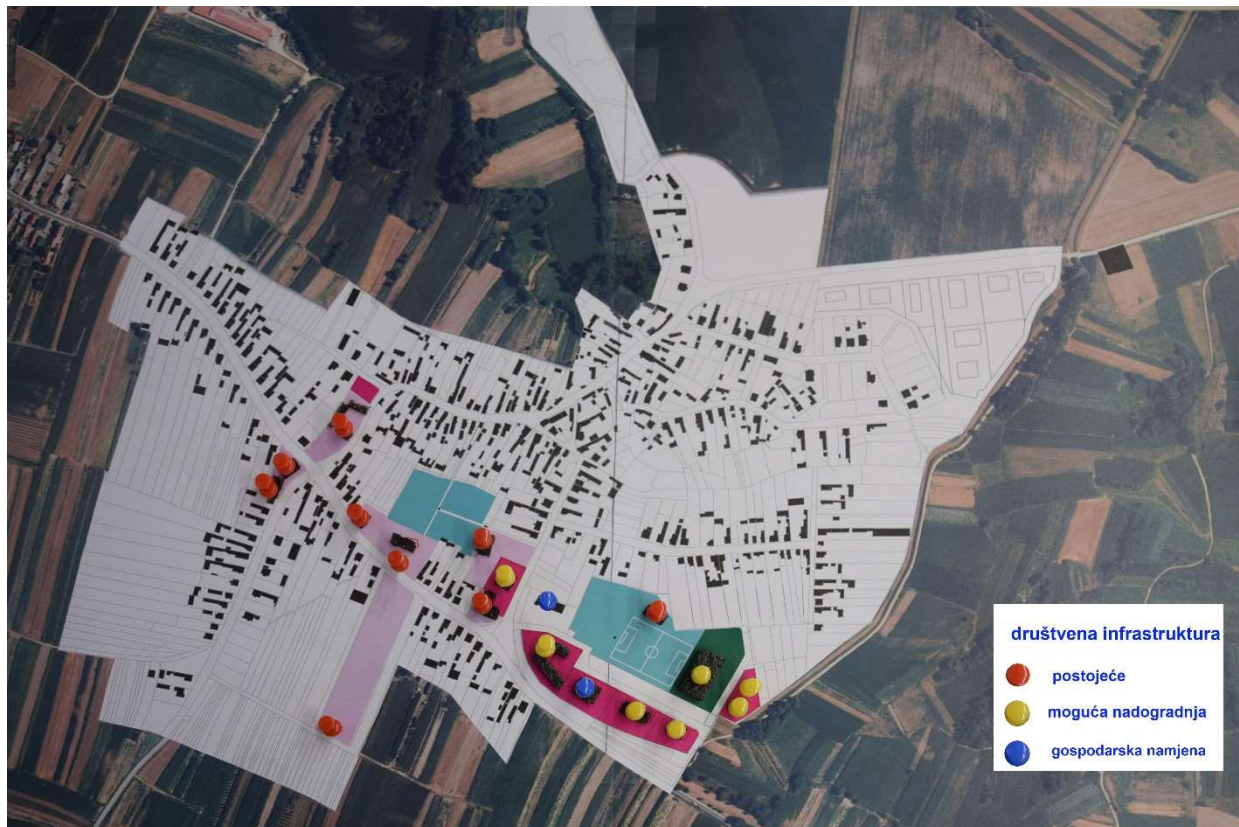 društvena infrastruktura
postojeće
moguća nadogradnja
gospodarska namjena